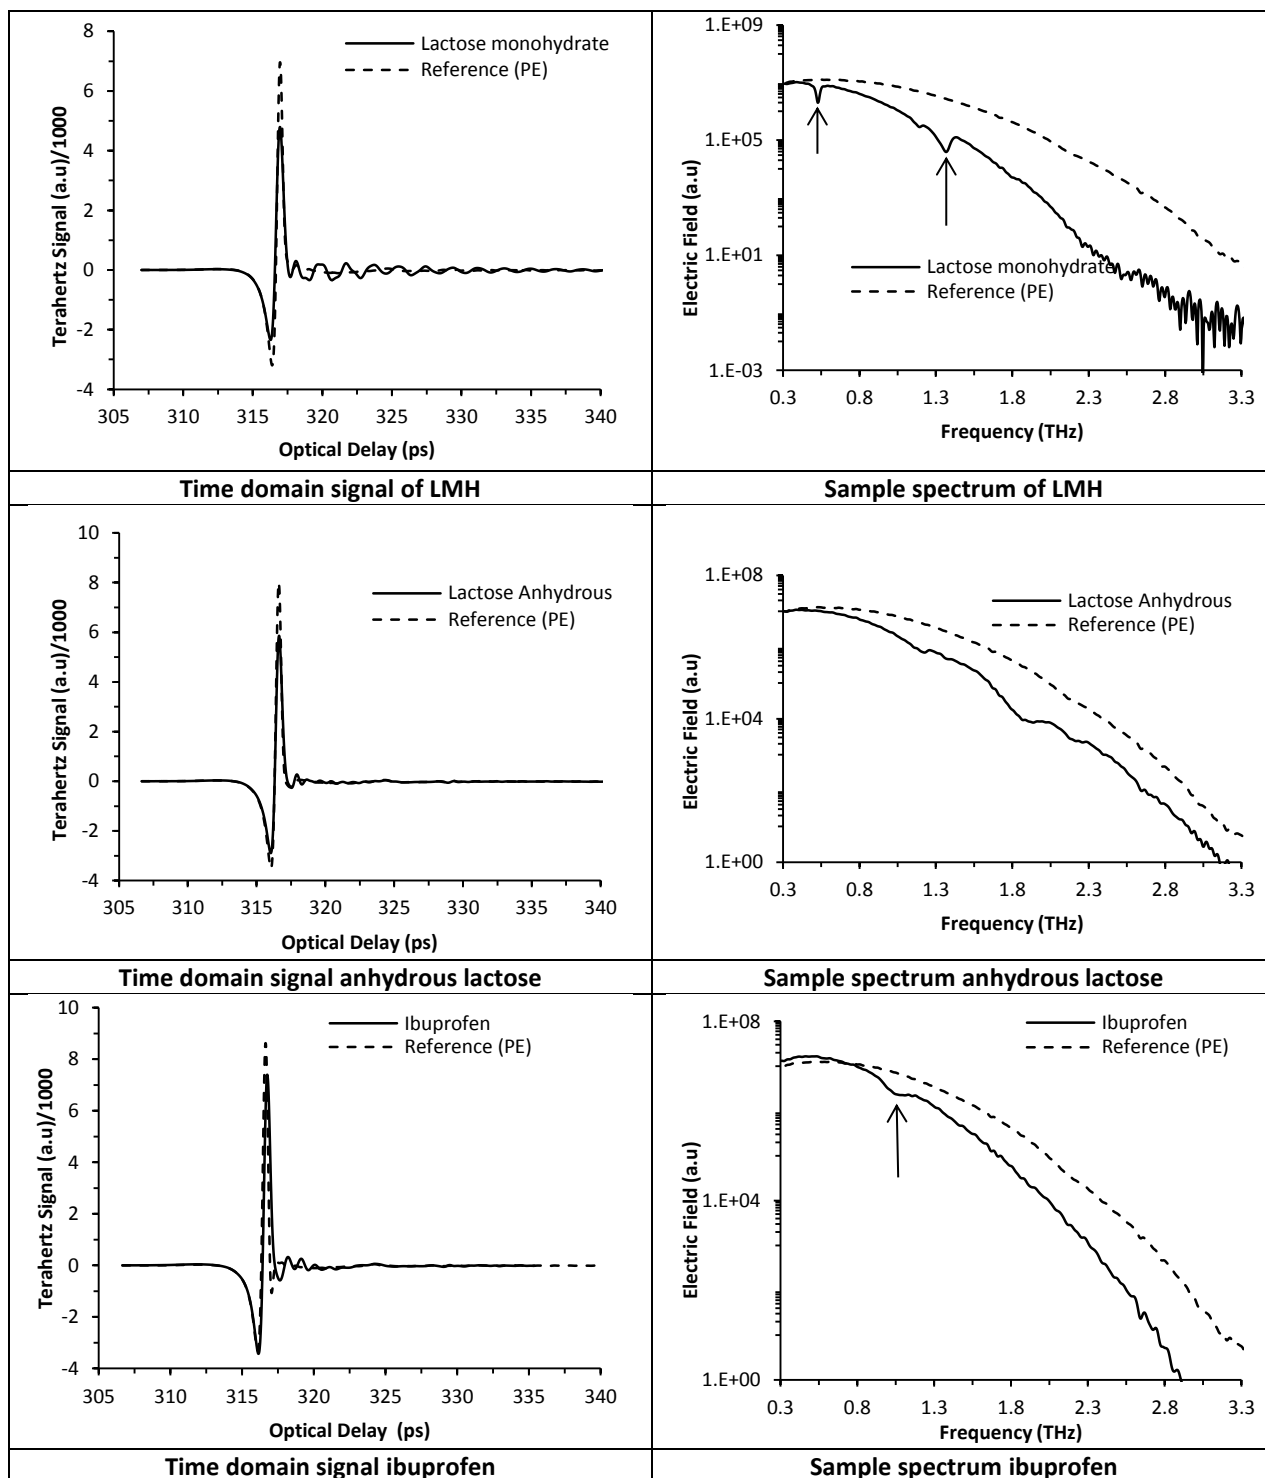 Terahertz Signal (a.u)/1000
8
6
4
2
0
-2
-4
Lactose monohydrate
Reference (PE)
305 310 315 320 325 330 335 340
Optical Delay (ps)
Electric Field (a.u)
1.E+09
1.E+05
1.E+01
1.E-03
Lactose monohydrate
Reference (PE)
0.3 0.8 1.3 1.8 2.3 2.8 3.3
Frequency (THz)
Time domain signal of LMH
Sample spectrum of LMH
Terahertz Signal (a.u)/1000
10
8
6
4
2
0
-2
-4
Lactose Anhydrous
Reference (PE)
305 310 315 320 325 330 335 340
Optical Delay (ps)
Electric Field (a.u)
1.E+08
1.E+04
1.E+00
Lactose Anhydrous
Reference (PE)
0.3 0.8 1.3 1.8 2.3 2.8 3.3
Frequency (THz)
Time domain signal anhydrous lactose
Sample spectrum anhydrous lactose
Terahertz Signal (a.u)/1000
10
8
6
4
2
0
-2
-4
Ibuprofen
Reference (PE)
305 310 315 320 325 330 335 340
Optical Delay (ps)
Electric Field (a.u)
1.E+08
1.E+04
1.E+00
Ibuprofen
Reference (PE)
0.3 0.8 1.3 1.8 2.3 2.8 3.3
Frequency (THz)
Time domain signal ibuprofen
Sample spectrum ibuprofen